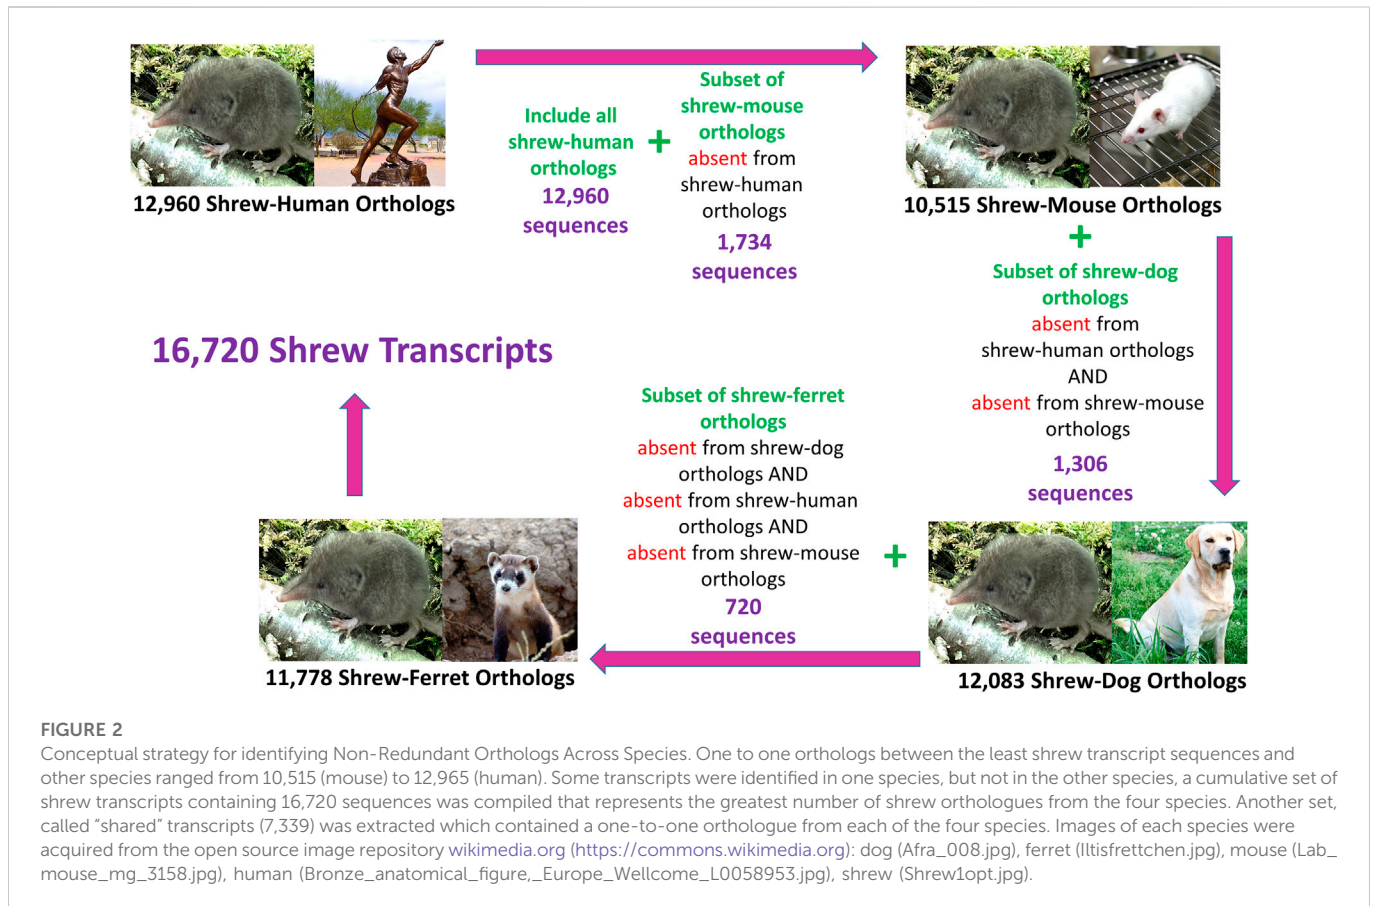 12,960 Shrew-Human Orthologs
Include all
shrew-human
orthologs
12,960
sequences
+
Subset of
shrew-mouse
orthologs
absent from
shrew-human
orthologs
1,734
sequences
10,515 Shrew-Mouse Orthologs
+
Subset of shrew-dog
orthologs
absent from
shrew-human orthologs
AND
absent from shrew-mouse
orthologs
1,306
sequences
12,083 Shrew-Dog Orthologs
+
Subset of shrew-ferret
orthologs
absent from shrew-dog
orthologs AND
absent from shrew-human
orthologs AND
absent from shrew-mouse
orthologs
720
sequences
11,778 Shrew-Ferret Orthologs
16,720 Shrew Transcripts
FIGURE 2
Conceptual strategy for identifying Non-Redundant Orthologs Across Species. One to one orthologs between the least shrew transcript sequences and
other species ranged from 10,515 (mouse) to 12,965 (human). Some transcripts were identified in one species, but not in the other species, a cumulative set of
shrew transcripts containing 16,720 sequences was compiled that represents the greatest number of shrew orthologues from the four species. Another set,
called “shared” transcripts (7,339) was extracted which contained a one-to-one orthologue from each of the four species. Images of each species were
acquired from the open source image repository wikimedia.org (https://commons.wikimedia.org): dog (Afra_008.jpg), ferret (Iltisfrettchen.jpg), mouse (Lab_
mouse_mg_3158.jpg), human (Bronze_anatomical_figure,_Europe_Wellcome_L0058953.jpg), shrew (Shrew1opt.jpg).